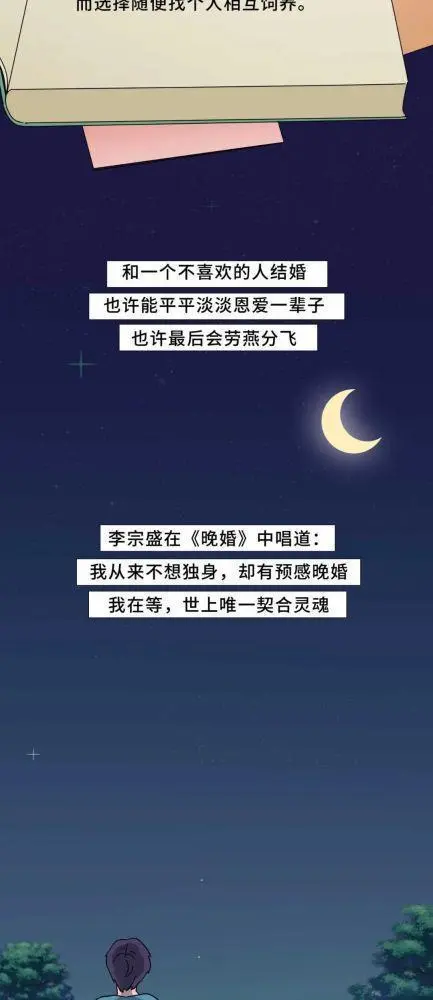 而选择随便找个人相互饲养。
和一个不喜欢的人结婚
也许能平平淡淡恩爱一辈子
也许最后会劳燕分飞
李宗盛在《晚婚》中唱道：
我从来不想独身，却有预感晚婚
我在等，世上唯一契合灵魂